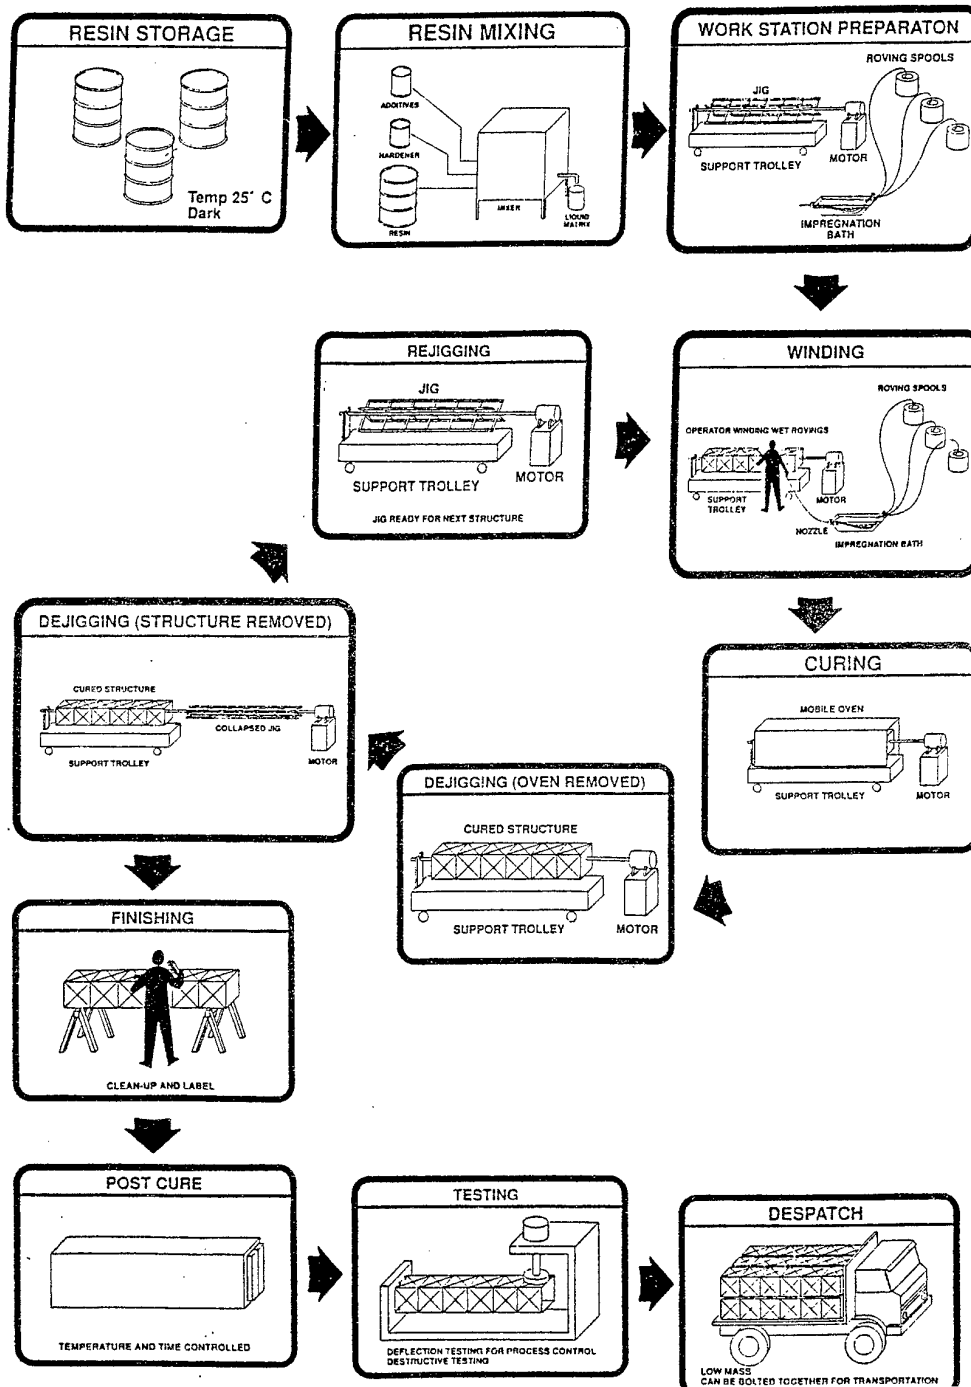 RESIN STORAGE
Temp 25° C
Dark
RESIN MIXING
ADDITIVES
HARDENER
RESIN
MIXER
LIQUID
MATRIX
WORK STATION PREPARATON
ROVING SPOOLS
JIG
SUPPORT TROLLEY
MOTOR
IMPREGNATION
BATH
REJIGGING
JIG
SUPPORT TROLLEY
MOTOR
JIG READY FOR NEXT STRUCTURE
WINDING
ROVING SPOOLS
OPERATOR WINDING WET ROVINGS
SUPPORT
TROLLEY
MOTOR
NOZZLE
IMPREGNATION BATH
DEJIGGING (STRUCTURE REMOVED)
CURED STRUCTURE
COLLAPSED JIG
SUPPORT TROLLEY
MOTOR
CURING
MOBILE OVEN
SUPPORT TROLLEY
MOTOR
DEJIGGING (OVEN REMOVED)
CURED STRUCTURE
SUPPORT TROLLEY
MOTOR
FINISHING
CLEAN-UP AND LABEL
POST CURE
TEMPERATURE AND TIME CONTROLLED
TESTING
DEFLECTION TESTING FOR PROCESS CONTROL
DESTRUCTIVE TESTING
DESPATCH
LOW MASS
CAN BE BOLTED TOGETHER FOR TRANSPORTATION